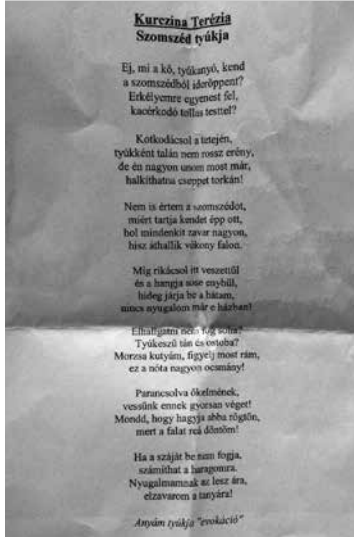 Kurczina Terézia
Szomszéd tyúkja
Ej, mi a kő, tyúkanyó, kend
a szomszédból ideröppent?
Erkélyemre egyenest fel,
kacérkodó tollas testtel?
Kotkodácsol a tetején,
tyúkként talán nem rossz erény,
de én nagyon unom most már,
halkíthatna cseppet torkán!
Nem is értem a szomszédot,
miért tartja kendet épp ott,
hol mindenkit zavar nagyon,
hisz áthallik vékony falon.
Míg rikácsol itt veszettül
és a hangja sose enyhül,
hideg járja be a hátam,
nincs nyugalom már e házban!
Elhallgatni nem fog soha?
Tyúkeszű tán és ostoba?
Morzsa kutyám, figyelj most rám,
ez a nóta nagyon ocsmány!
Parancsolva őkelmének,
vessünk ennek gyorsan véget!
Mondd, hogy hagyja abba rögtön,
mert a falat reá döntöm!
Ha a száját be nem fogja,
számíthat a haragomra.
Nyugalmamnak az lesz ára,
elzavarom a tanyára!
Anyám tyúkja "evokáció"